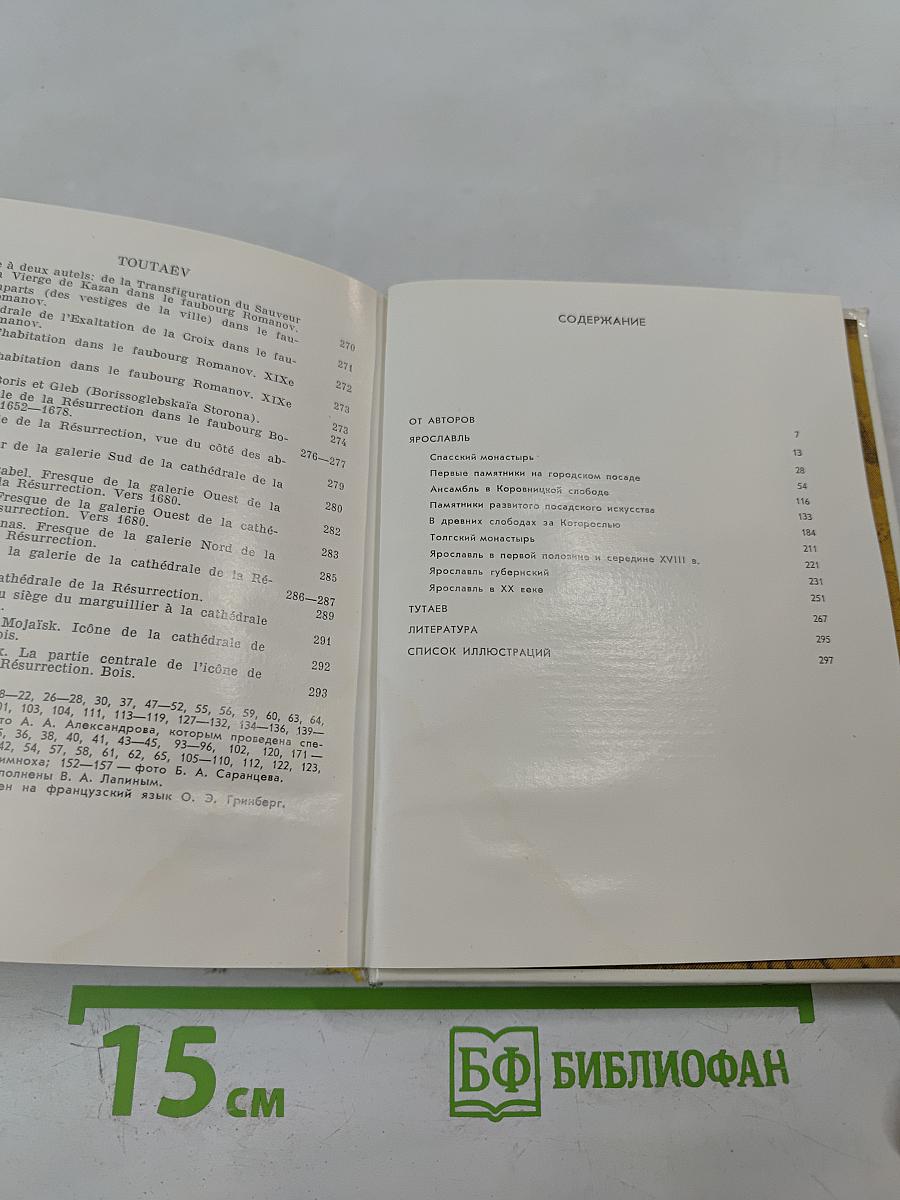 TOUTAËV
à deux autels: de la Transfiguration du Sauveur
Vierge de Kazan dans le faubourg Romanov. 270
parts (des vestiges de la ville) dans le fau-
manov. 271
drale de l'Exaltation de la Croix dans le fau-
manov. 272
habitation dans le faubourg Romanov. XIXe
273
habitation dans le faubourg Romanov. XIXe
273
Boris et Gleb (Borissoglebskaïa Storona). 274
le de la Résurrection dans le faubourg Bo-
1652—1678. 276—277
e de la Résurrection, vue du côté des ab-
279
r de la galerie Sud de la cathédrale de la
280
abel. Fresque de la galerie Ouest de la
la Résurrection. Vers 1680. 282
Fresque de la galerie Ouest de la cathé-
surrection. Vers 1680. 283
nas. Fresque de la galerie Nord de la
Résurrection. 285
la galerie de la cathédrale de la Ré-
286—287
athédrale de la Résurrection. 289
u siège du marguillier à la cathédrale
291
Mojaïsk. Icône de la cathédrale de
ois. 292
k. La partie centrale de l'icône de
Résurrection. Bois. 293
8—22, 26—28, 30, 37, 47—52, 55, 56, 59, 60, 63, 64,
01, 103, 104, 111, 113—119, 127—132, 134—136, 139—
то А. А. Александрова, которым проведена спе-
5, 36, 38, 40, 41, 43—45, 93—96, 102, 120, 171—
42, 54, 57, 58, 61, 62, 65, 105—110, 112, 122, 123,
имноха; 152—157 — фото Б. А. Саранцева.
полнены В. А. Лапиным.
ен на французский язык О. Э. Гринберг.
СОДЕРЖАНИЕ
ОТ АВТОРОВ 7
ЯРОСЛАВЛЬ 13
Спасский монастырь 28
Первые памятники на городском посаде 54
Ансамбль в Коровницкой слободе 116
Памятники развитого посадского искусства 133
В древних слободах за Которослью 184
Толгский монастырь 211
Ярославль в первой половине и середине XVIII в. 221
Ярославль губернский 231
Ярославль в XX веке 251
ТУТАЕВ 267
ЛИТЕРАТУРА 295
СПИСОК ИЛЛЮСТРАЦИЙ 297
15 см
БФ БИБЛИОФАН